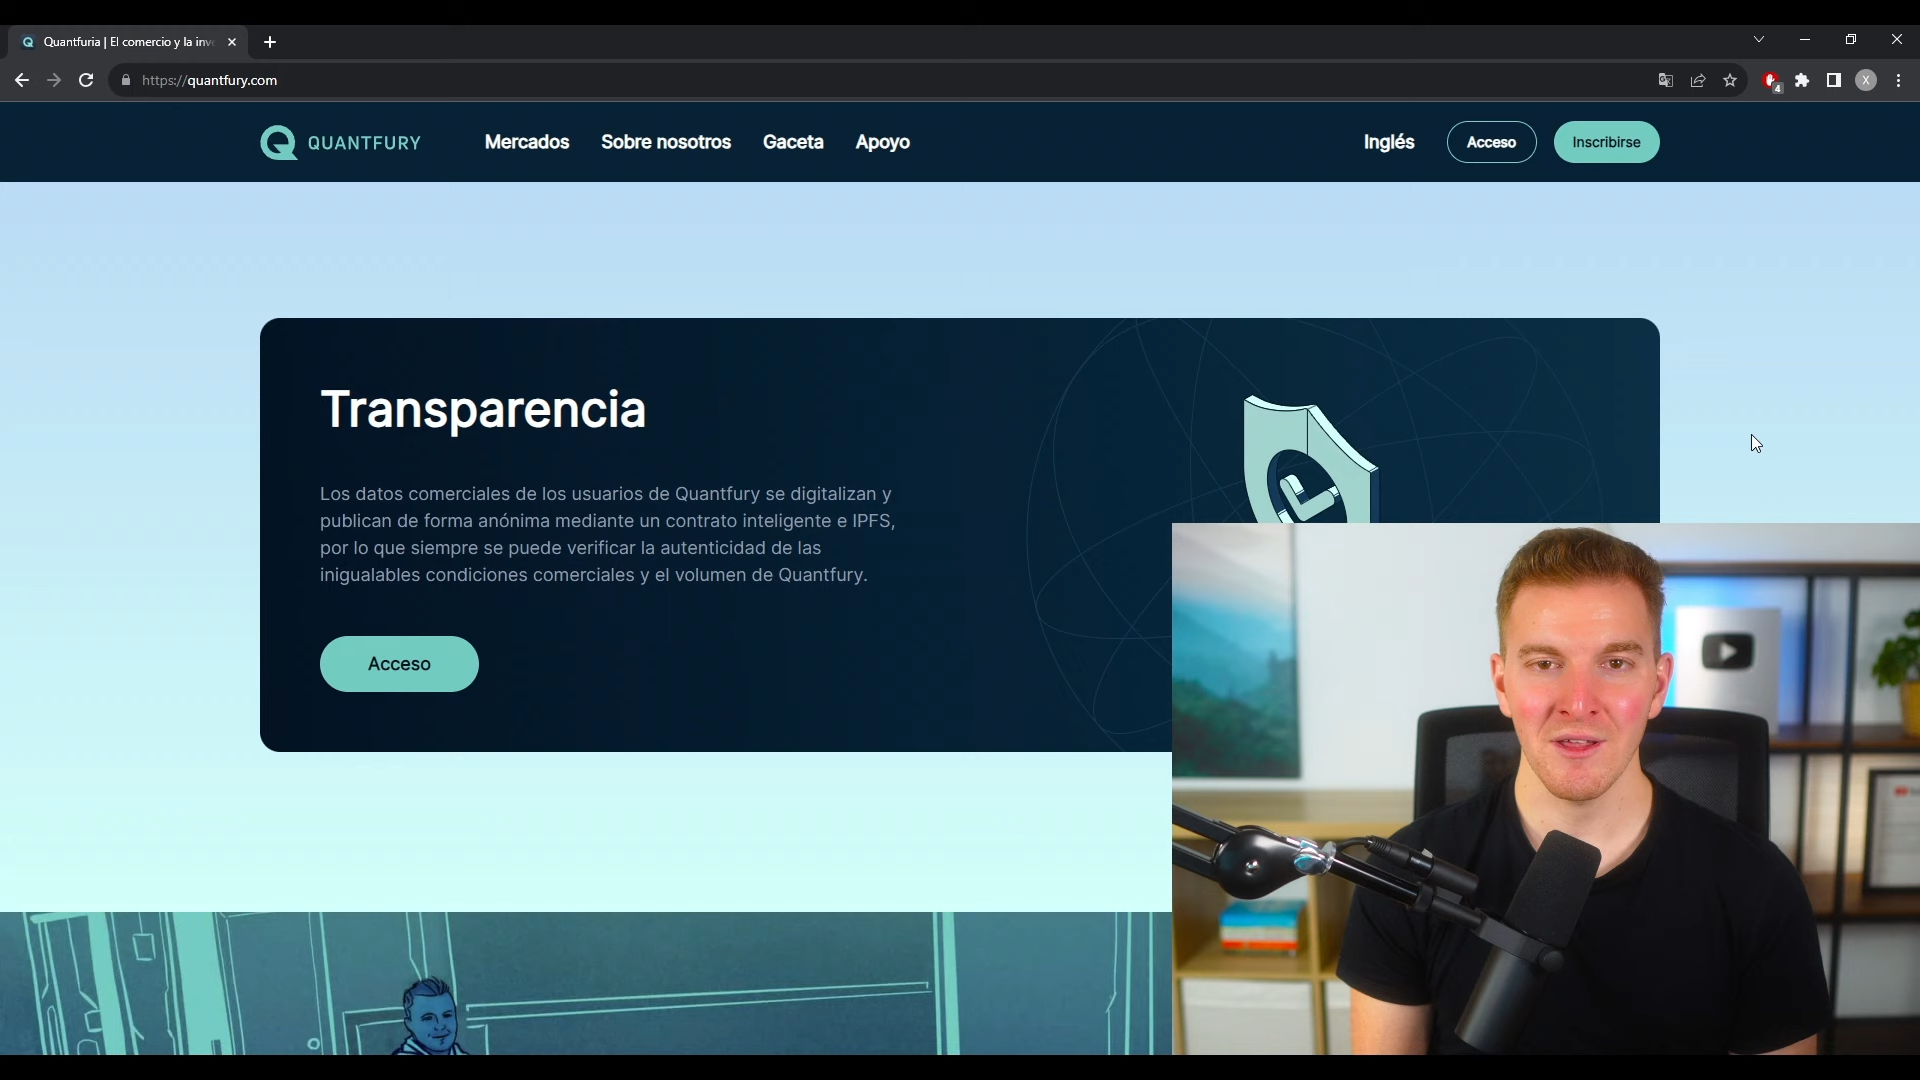 Quantfuria | El comercio y la inve
https://quantfury.com
4
X
QUANTFURY
Mercados
Sobre nosotros
Gaceta
Apoyo
Inglés
Acceso
Inscribirse
Transparencia
Los datos comerciales de los usuarios de Quantfury se digitalizan y
publican de forma anónima mediante un contrato inteligente e IPFS,
por lo que siempre se puede verificar la autenticidad de las
inigualables condiciones comerciales y el volumen de Quantfury.
Acceso